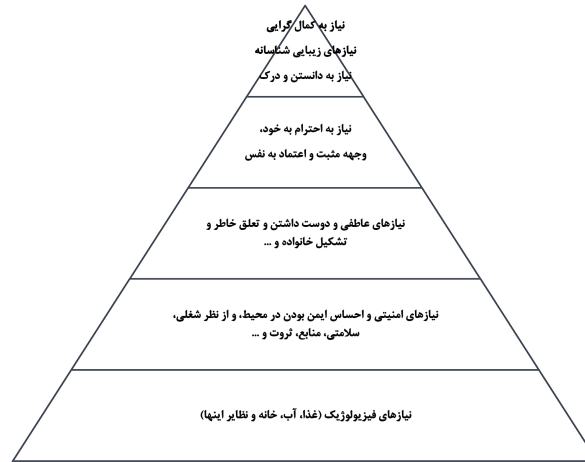 نیاز به کمال گرایی
نیازهای زیبایی شناسانه
نیاز به دانستن و درک
نیاز به احترام به خود،
وجهه مثبت و اعتماد به نفس
نیازهای عاطفی و دوست داشتن و تعلق خاطر و
تشکیل خانواده و ...
نیازهای امنیتی و احساس ایمن بودن در محیط، و از نظر شغلی،
سلامتی، منابع، ثروت و ...
نیازهای فیزیولوژیک (غذا، آب، خانه و نظایر اینها)